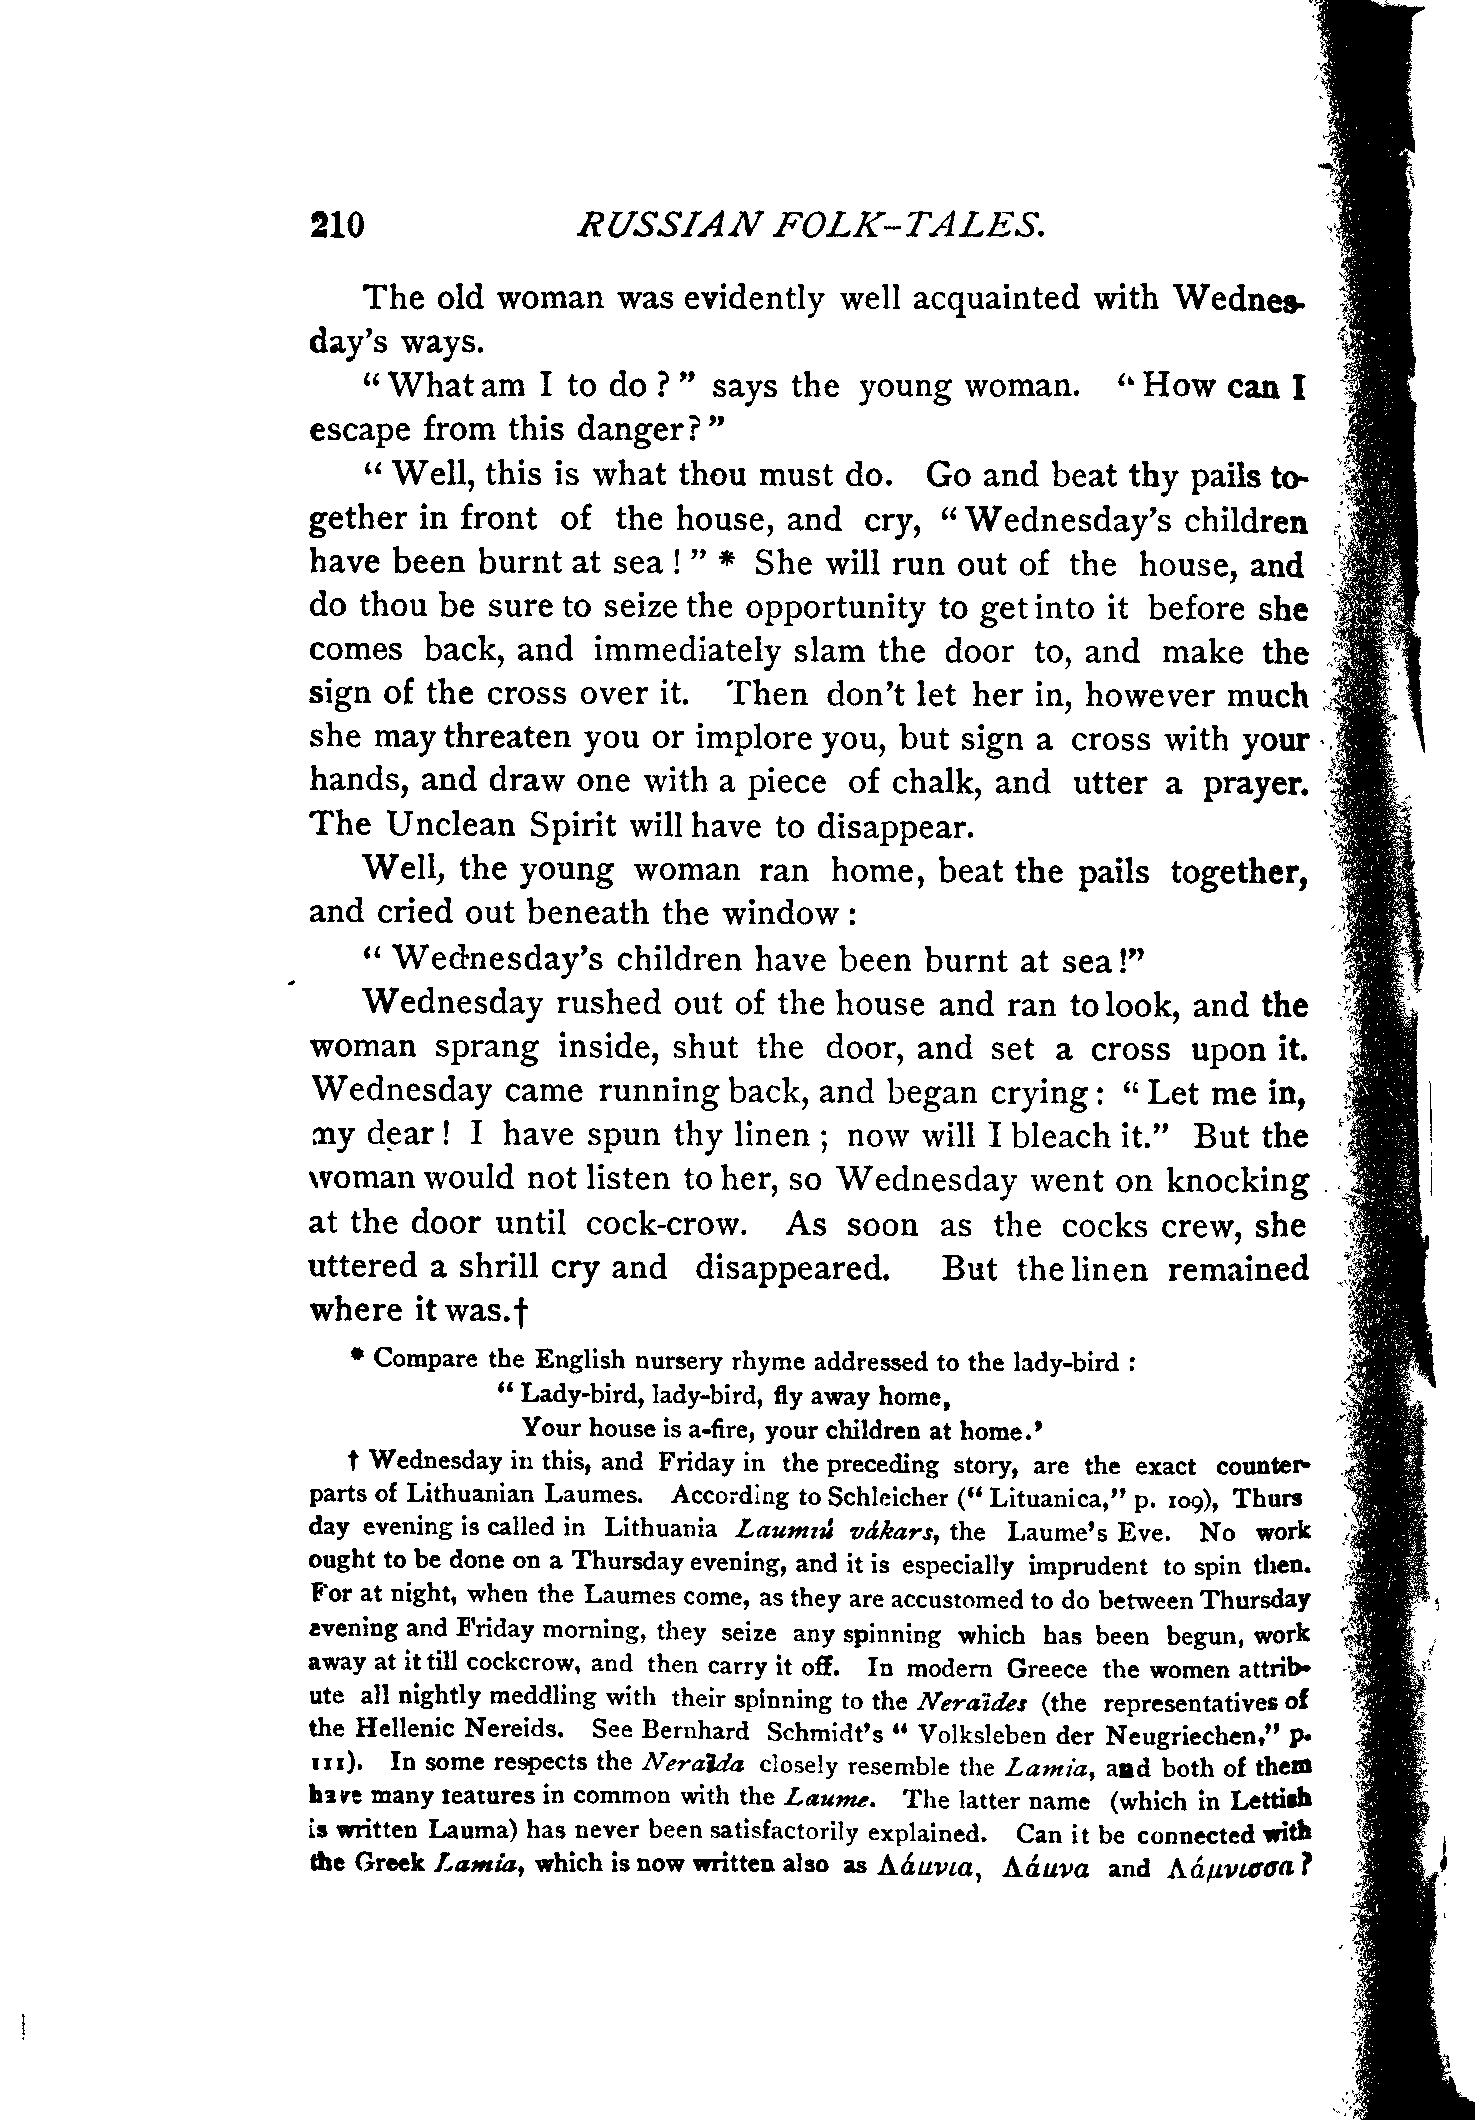 210 RUSSIAN FOLK-TALES.
The old woman was evidently well acquainted with Wednes-
day's ways.
"What am I to do?" says the young woman. "How can I
escape from this danger?"
"Well, this is what thou must do. Go and beat thy pails to-
gether in front of the house, and cry, "Wednesday's children
have been burnt at sea!" * She will run out of the house, and
do thou be sure to seize the opportunity to get into it before she
comes back, and immediately slam the door to, and make the
sign of the cross over it. Then don't let her in, however much
she may threaten you or implore you, but sign a cross with your
hands, and draw one with a piece of chalk, and utter a prayer.
The Unclean Spirit will have to disappear.
Well, the young woman ran home, beat the pails together,
and cried out beneath the window:
"Wednesday's children have been burnt at sea!"
Wednesday rushed out of the house and ran to look, and the
woman sprang inside, shut the door, and set a cross upon it.
Wednesday came running back, and began crying: "Let me in,
my dear! I have spun thy linen; now will I bleach it." But the
woman would not listen to her, so Wednesday went on knocking
at the door until cock-crow. As soon as the cocks crew, she
uttered a shrill cry and disappeared. But the linen remained
where it was.†
* Compare the English nursery rhyme addressed to the lady-bird:
"Lady-bird, lady-bird, fly away home,
Your house is a-fire, your children at home.'
† Wednesday in this, and Friday in the preceding story, are the exact counter-
parts of Lithuanian Laumes. According to Schleicher ("Lituanica," p. 109), Thurs
day evening is called in Lithuania Laumiú vákars, the Laume's Eve. No work
ought to be done on a Thursday evening, and it is especially imprudent to spin then.
For at night, when the Laumes come, as they are accustomed to do between Thursday
evening and Friday morning, they seize any spinning which has been begun, work
away at it till cockcrow, and then carry it off. In modern Greece the women attrib-
ute all nightly meddling with their spinning to the Neraïdes (the representatives of
the Hellenic Nereids. See Bernhard Schmidt's "Volksleben der Neugriechen," p.
111). In some respects the Neraïda closely resemble the Lamia, and both of them
have many features in common with the Laume. The latter name (which in Lettish
is written Lauma) has never been satisfactorily explained. Can it be connected with
the Greek Lamia, which is now written also as Λάμνια, Λάμνα and Λάμνισσα?